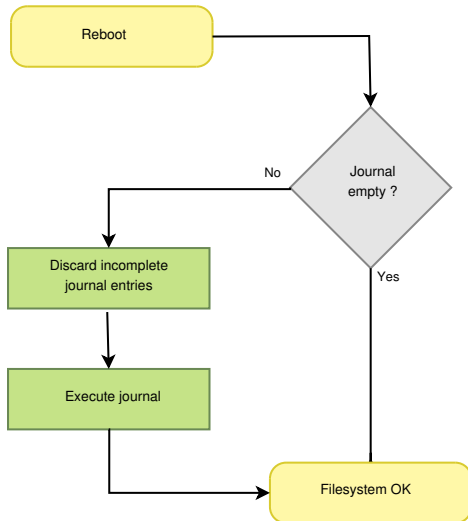 Reboot
No
Journal
empty ?
Discard incomplete
journal entries
Yes
Execute journal
Filesystem OK